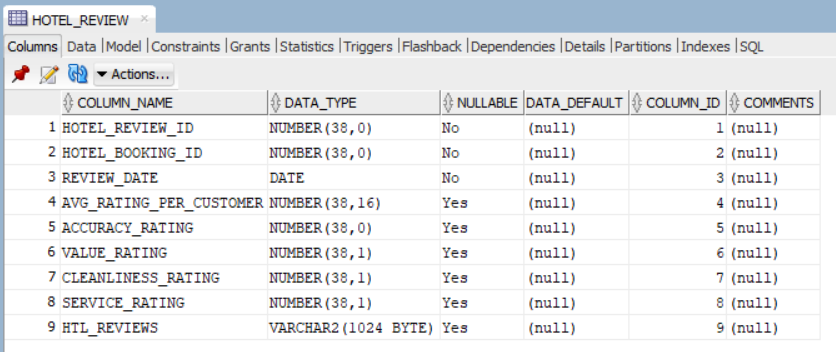 HOTEL_REVIEW ×
Columns Data |Model |Constraints |Grants |Statistics |Triggers |Flashback |Dependencies |Details |Partitions |Indexes |SQL
Actions...
COLUMN_NAME DATA_TYPE NULLABLE DATA_DEFAULT COLUMN_ID COMMENTS
1 HOTEL_REVIEW_ID NUMBER(38,0) No (null) 1 (null)
2 HOTEL_BOOKING_ID NUMBER(38,0) No (null) 2 (null)
3 REVIEW_DATE DATE No (null) 3 (null)
4 AVG_RATING_PER_CUSTOMER NUMBER(38,16) Yes (null) 4 (null)
5 ACCURACY_RATING NUMBER(38,0) Yes (null) 5 (null)
6 VALUE_RATING NUMBER(38,1) Yes (null) 6 (null)
7 CLEANLINESS_RATING NUMBER(38,1) Yes (null) 7 (null)
8 SERVICE_RATING NUMBER(38,1) Yes (null) 8 (null)
9 HTL_REVIEWS VARCHAR2(1024 BYTE) Yes (null) 9 (null)